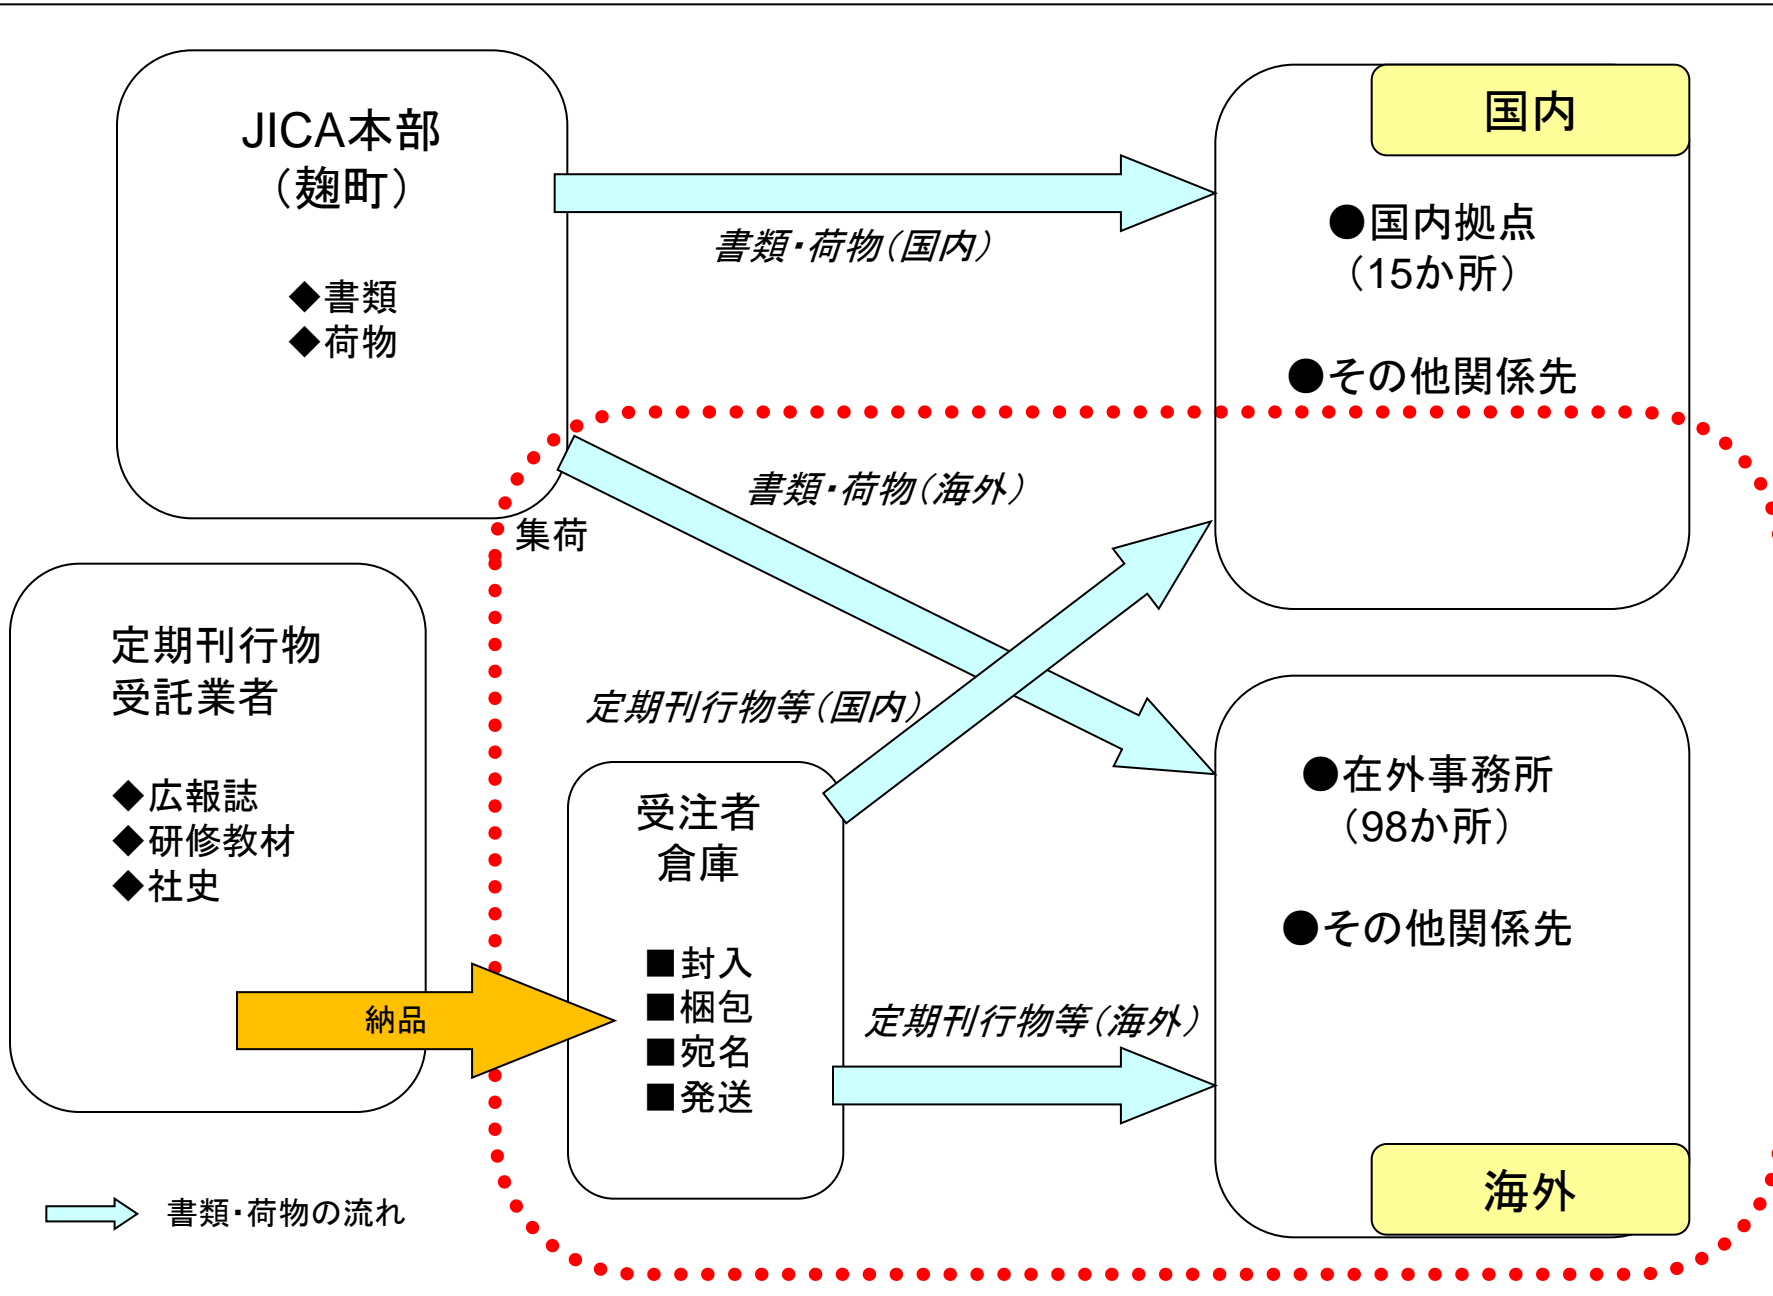 JICA本部
（麹町）
◆書類
◆荷物
書類・荷物（国内）
国内
●国内拠点
（15か所）
●その他関係先
書類・荷物（海外）
集荷
定期刊行物
受託業者
◆広報誌
◆研修教材
◆社史
納品
定期刊行物等（国内）
受注者
倉庫
■封入
■梱包
■宛名
■発送
定期刊行物等（海外）
●在外事務所
（98か所）
●その他関係先
海外
書類・荷物の流れ